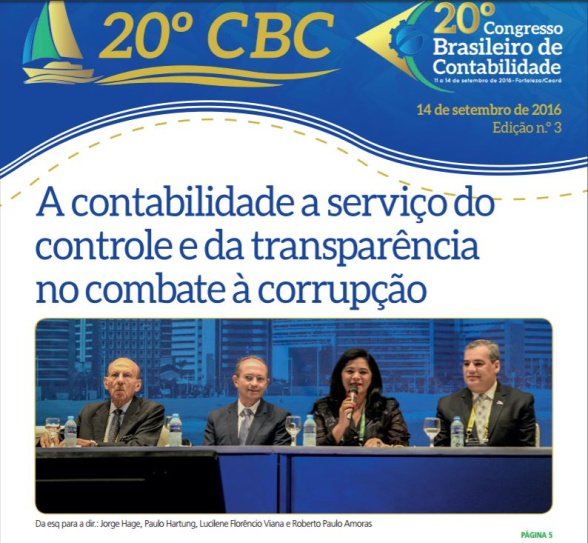 20º CBC
20º Congresso
Brasileiro de
Contabilidade
11 a 14 de setembro de 2016 - Fortaleza/Ceará
14 de setembro de 2016
Edição n.º 3
A contabilidade a serviço do
controle e da transparência
no combate à corrupção
Da esq para a dir.: Jorge Hage, Paulo Hartung, Lucilene Florêncio Viana e Roberto Paulo Amoras
PÁGINA 5